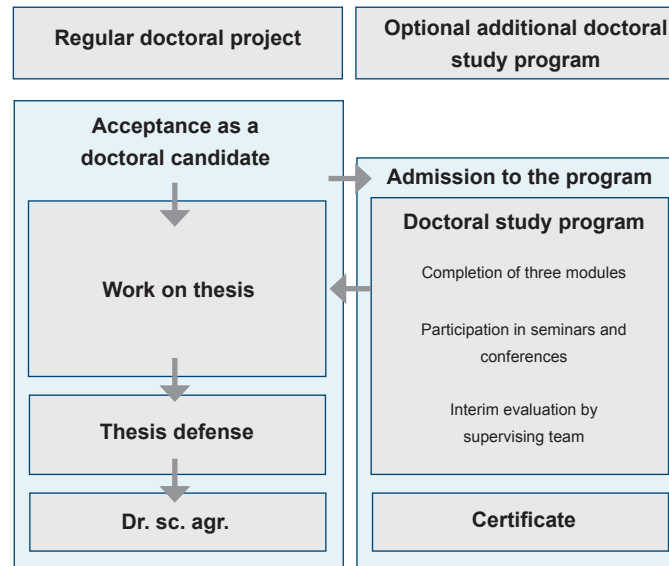 Regular doctoral project
Optional additional doctoral
study program
Acceptance as a
doctoral candidate
Work on thesis
Thesis defense
Dr. sc. agr.
Admission to the program
Doctoral study program
Completion of three modules
Participation in seminars and
conferences
Interim evaluation by
supervising team
Certificate